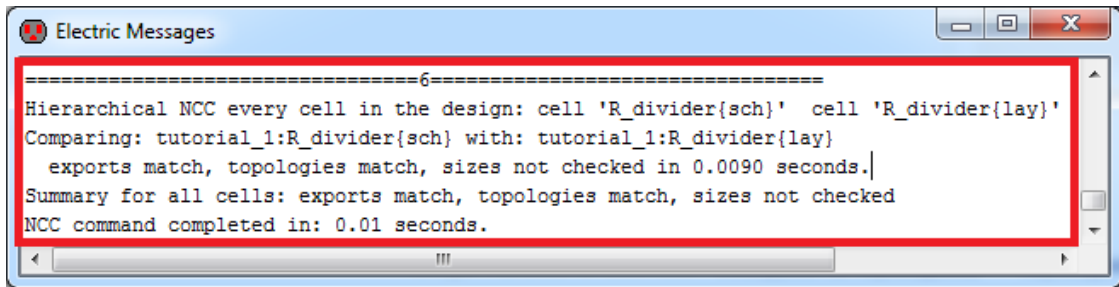 Electric Messages
=================================6=================================
Hierarchical NCC every cell in the design: cell 'R_divider{sch}'  cell 'R_divider{lay}'
Comparing: tutorial_1:R_divider{sch} with: tutorial_1:R_divider{lay}
  exports match, topologies match, sizes not checked in 0.0090 seconds.
Summary for all cells: exports match, topologies match, sizes not checked
NCC command completed in: 0.01 seconds.